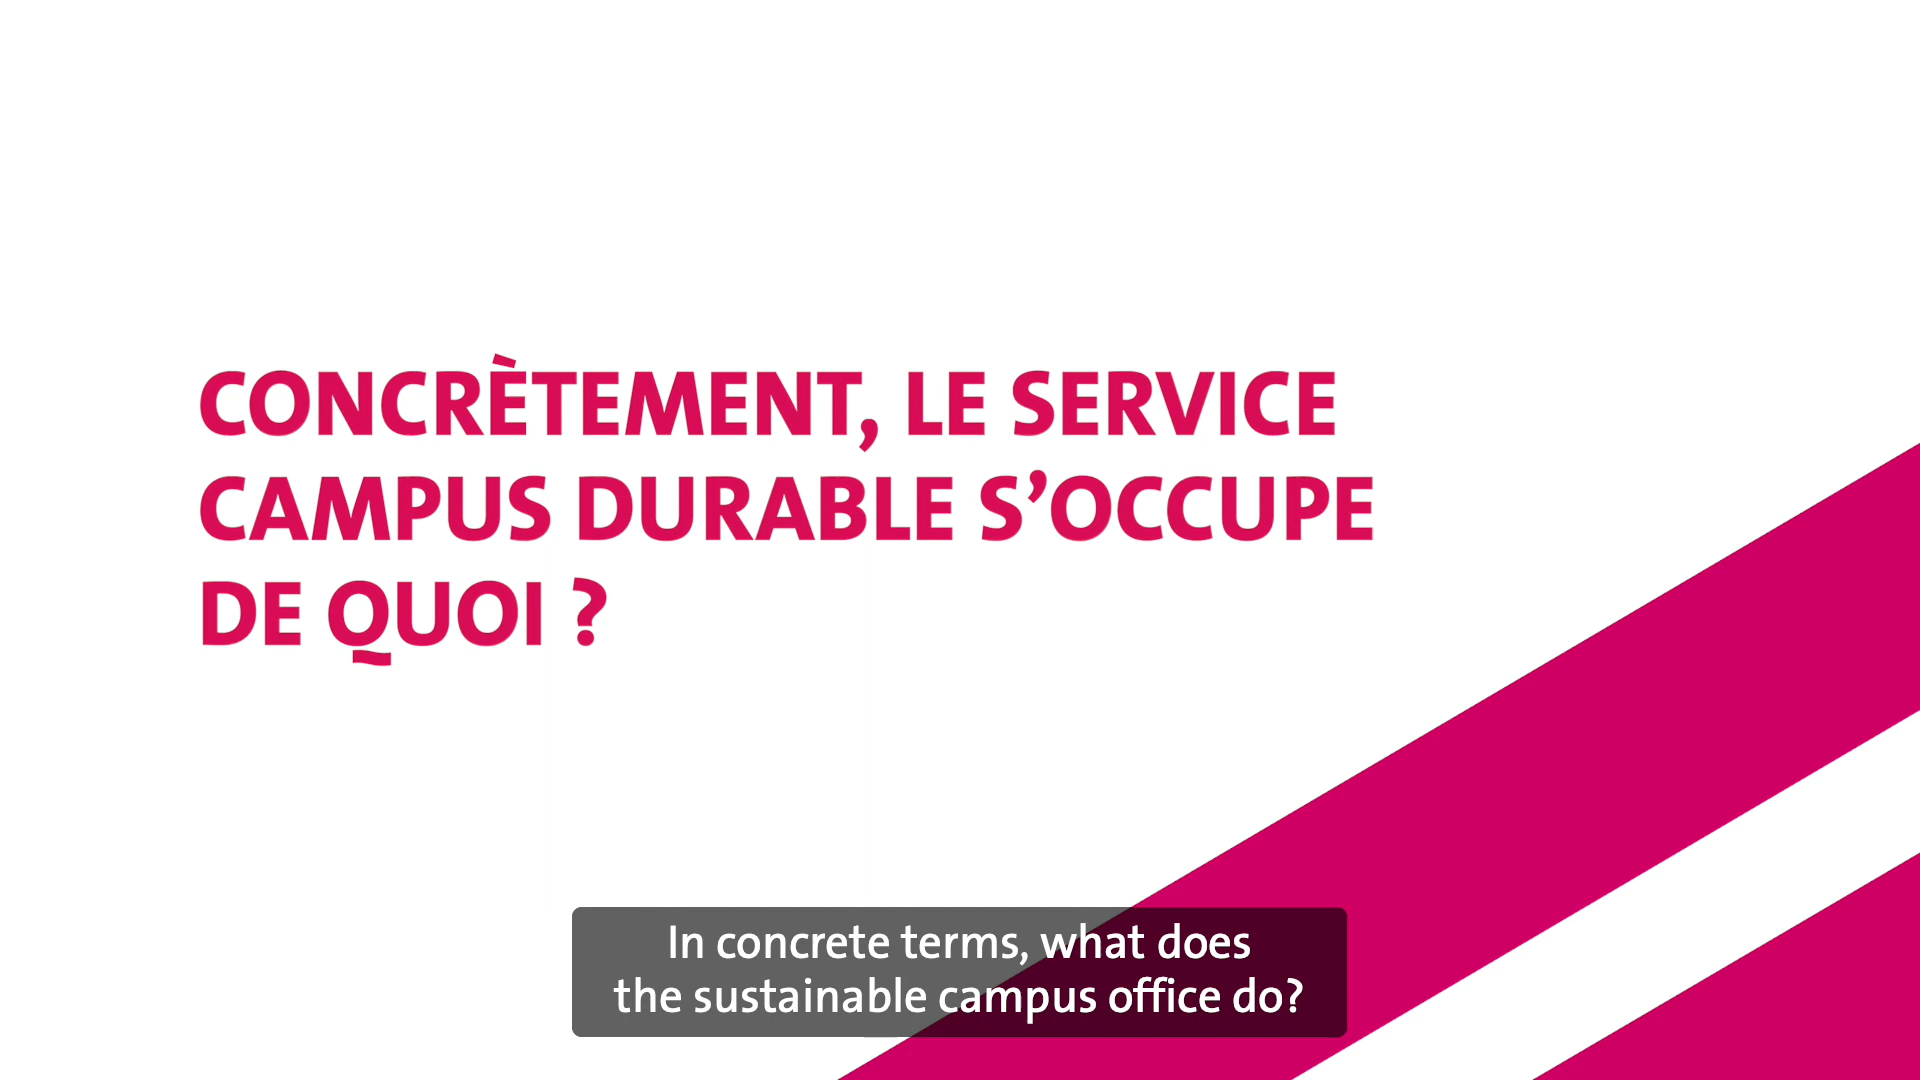 CONCRÈTEMENT, LE SERVICE
CAMPUS DURABLE S’OCCUPE
DE QUOI ?
In concrete terms, what does
the sustainable campus office do?